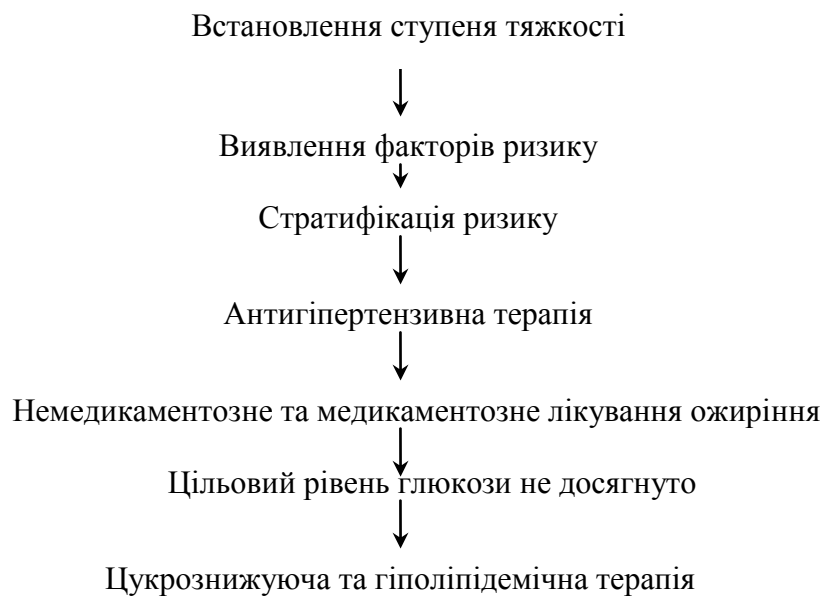 Встановлення ступеня тяжкості
Виявлення факторів ризику
Стратифікація ризику
Антигіпертензивна терапія
Немедикаментозне та медикаментозне лікування ожиріння
Цільовий рівень глюкози не досягнуто
Цукрознижуюча та гіполіпідемічна терапія